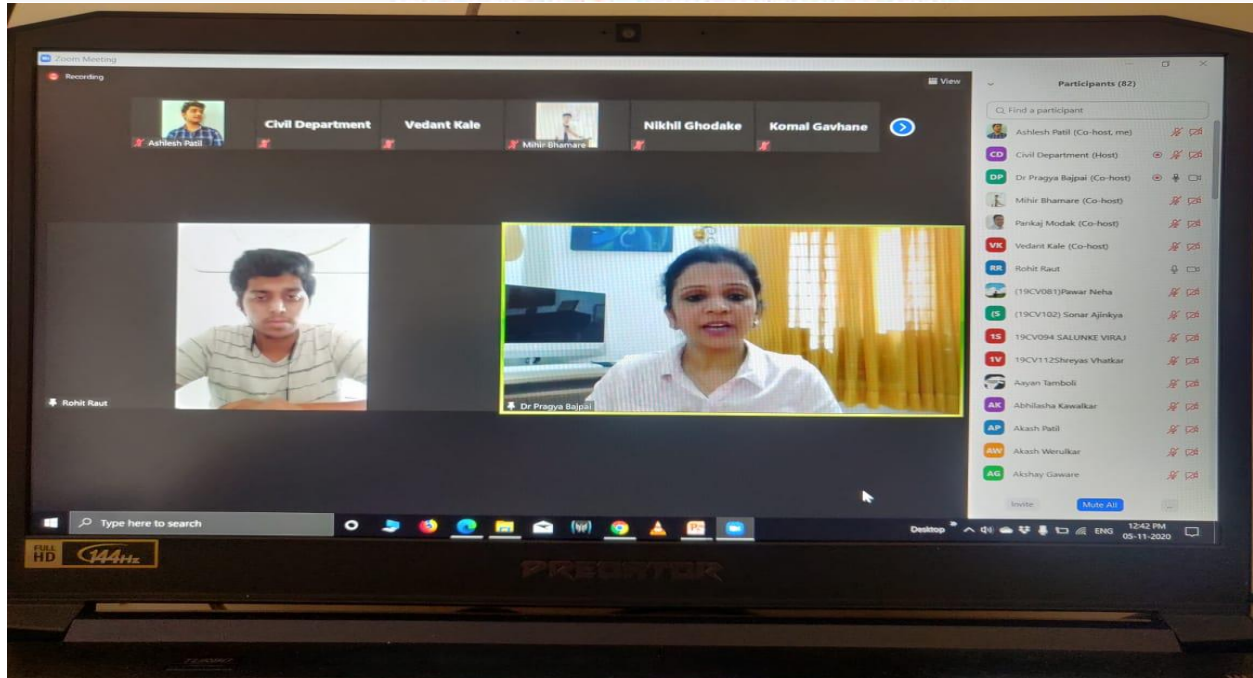 Zoom Meeting
Recording
View
Ashlesh Patil
Civil Department
Vedant Kale
Mihir Bhamare
Nikhil Ghodake
Komal Gavhane
Rohit Raut
Dr Pragya Bajpai
Participants (82)
Find a participant
Ashlesh Patil (Co-host, me)
CD Civil Department (Host)
DP Dr Pragya Bajpai (Co-host)
Mihir Bhamare (Co-host)
Pankaj Modak (Co-host)
VK Vedant Kale (Co-host)
RR Rohit Raut
(19CV081)Pawar Neha
(S (19CV102) Sonar Ajinkya
1S 19CV094 SALUNKE VIRAJ
1V 19CV112Shreyas Vhatkar
Aayan Tamboli
AK Abhilasha Kawalkar
AP Akash Patil
AW Akash Werulkar
AG Akshay Gaware
Invite Mute All
Type here to search
Desktop ENG 12:42 PM
05-11-2020
FULL HD 144Hz
PREDATOR